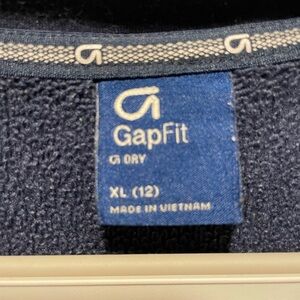 GapFit
G DRY
XL (12)
MADE IN VIETNAM